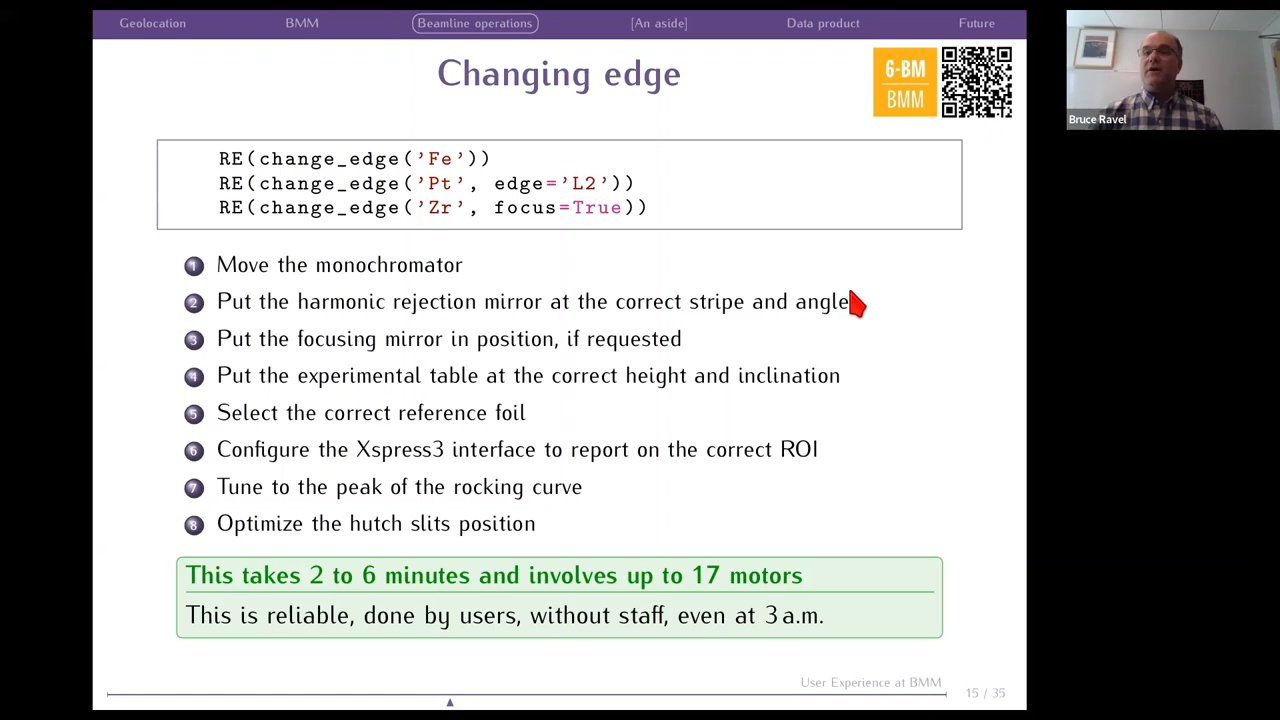 Geolocation BMM Beamline operations [An aside] Data product Future
Changing edge
6-BM
BMM
Bruce Ravel
RE(change_edge('Fe'))
RE(change_edge('Pt', edge='L2'))
RE(change_edge('Zr', focus=True))
1 Move the monochromator
2 Put the harmonic rejection mirror at the correct stripe and angle
3 Put the focusing mirror in position, if requested
4 Put the experimental table at the correct height and inclination
5 Select the correct reference foil
6 Configure the Xspress3 interface to report on the correct ROI
7 Tune to the peak of the rocking curve
8 Optimize the hutch slits position
This takes 2 to 6 minutes and involves up to 17 motors
This is reliable, done by users, without staff, even at 3 a.m.
User Experience at BMM 15 / 35